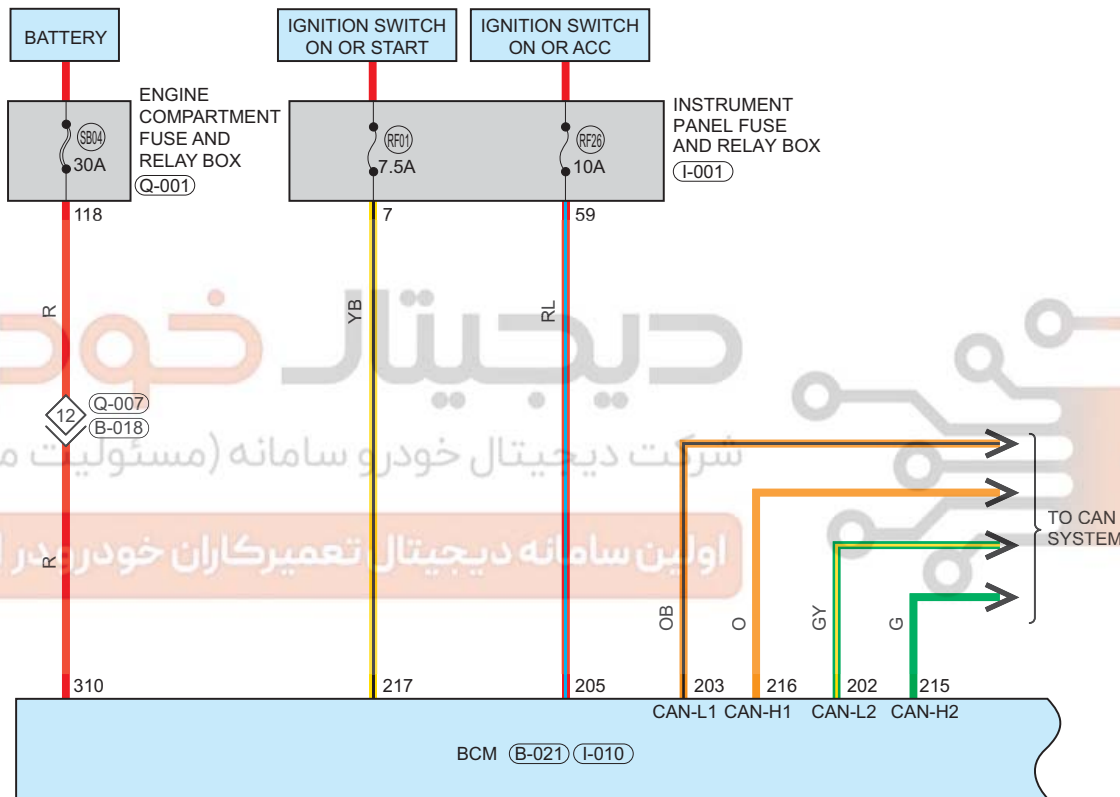 BATTERY
IGNITION SWITCH
ON OR START
IGNITION SWITCH
ON OR ACC
ENGINE
COMPARTMENT
FUSE AND
RELAY BOX
Q-001
SB04
30A
RF01
7.5A
RF26
10A
INSTRUMENT
PANEL FUSE
AND RELAY BOX
I-001
118
7
59
R
YB
RL
دیجیتال خود
12
Q-007
B-018
شرکت دیجیتال خودرو سامانه (مسئولیت
اولین سامانه دیجیتال تعمیرکاران خودرو در
TO CAN
SYSTEM
R
OB
O
GY
G
310
217
205
203
216
202
215
CAN-L1
CAN-H1
CAN-L2
CAN-H2
BCM
B-021
I-010